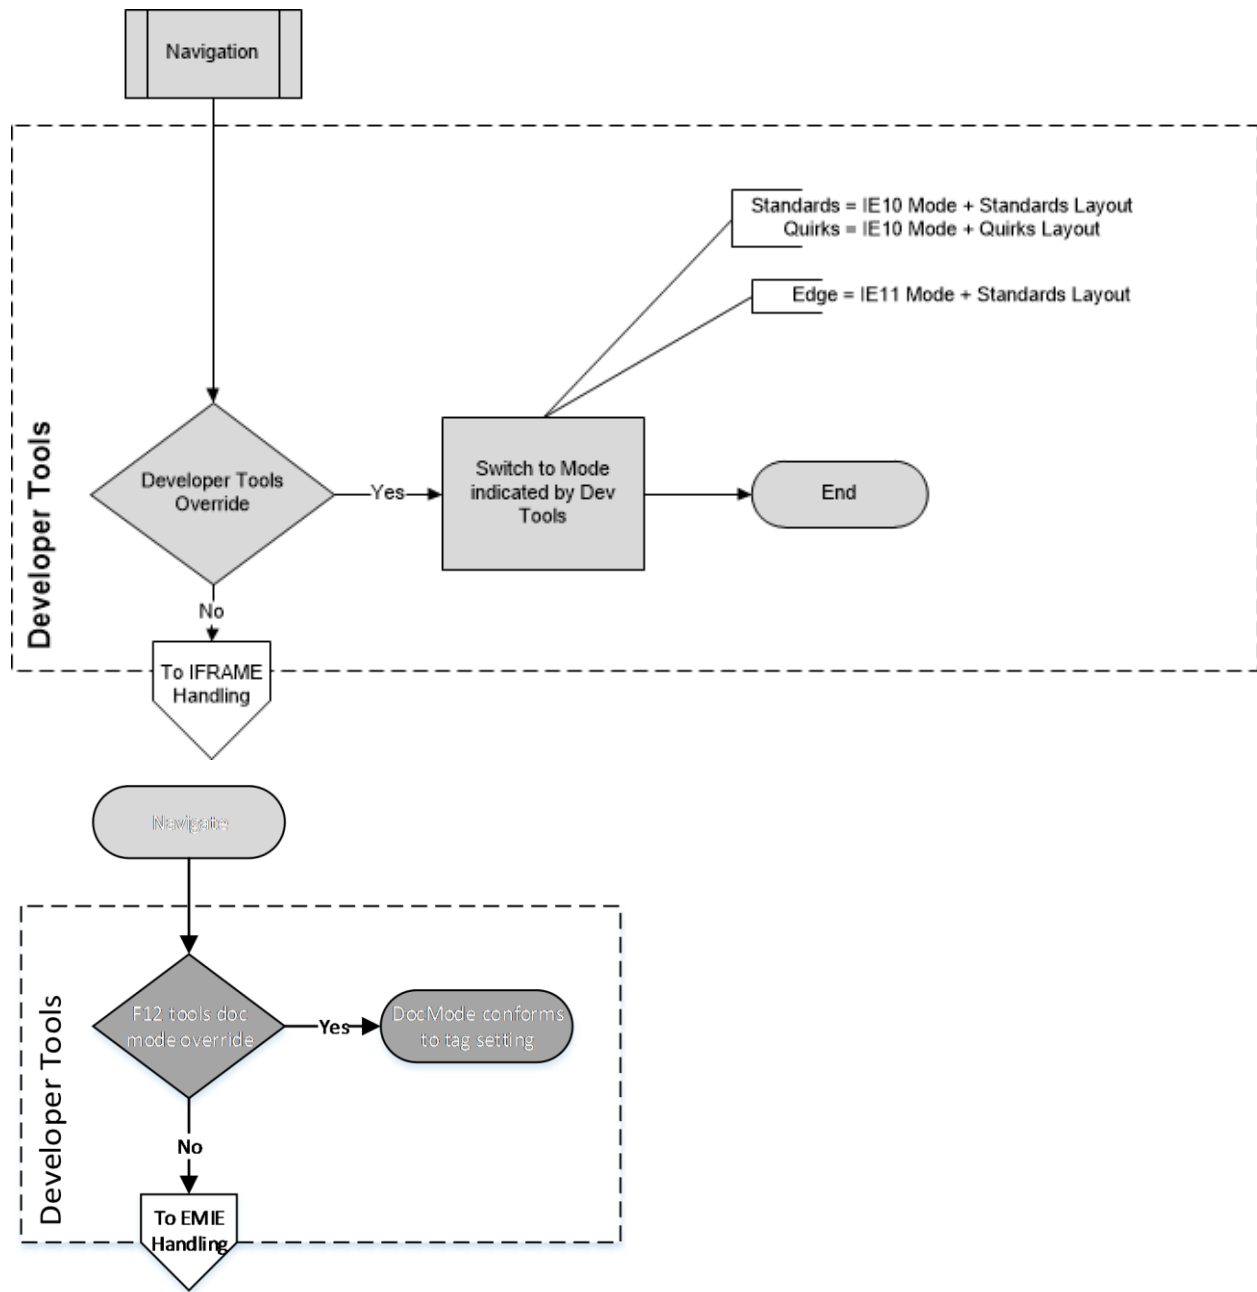 Navigation
Standards = IE10 Mode + Standards Layout
Quirks = IE10 Mode + Quirks Layout
Edge = IE11 Mode + Standards Layout
Developer Tools
Developer Tools
Override
Yes
Switch to Mode
indicated by Dev
Tools
End
No
To IFRAME
Handling
Navigate
Developer Tools
F12 tools doc
mode override
Yes
DocMode conforms
to tag setting
No
To EMIE
Handling